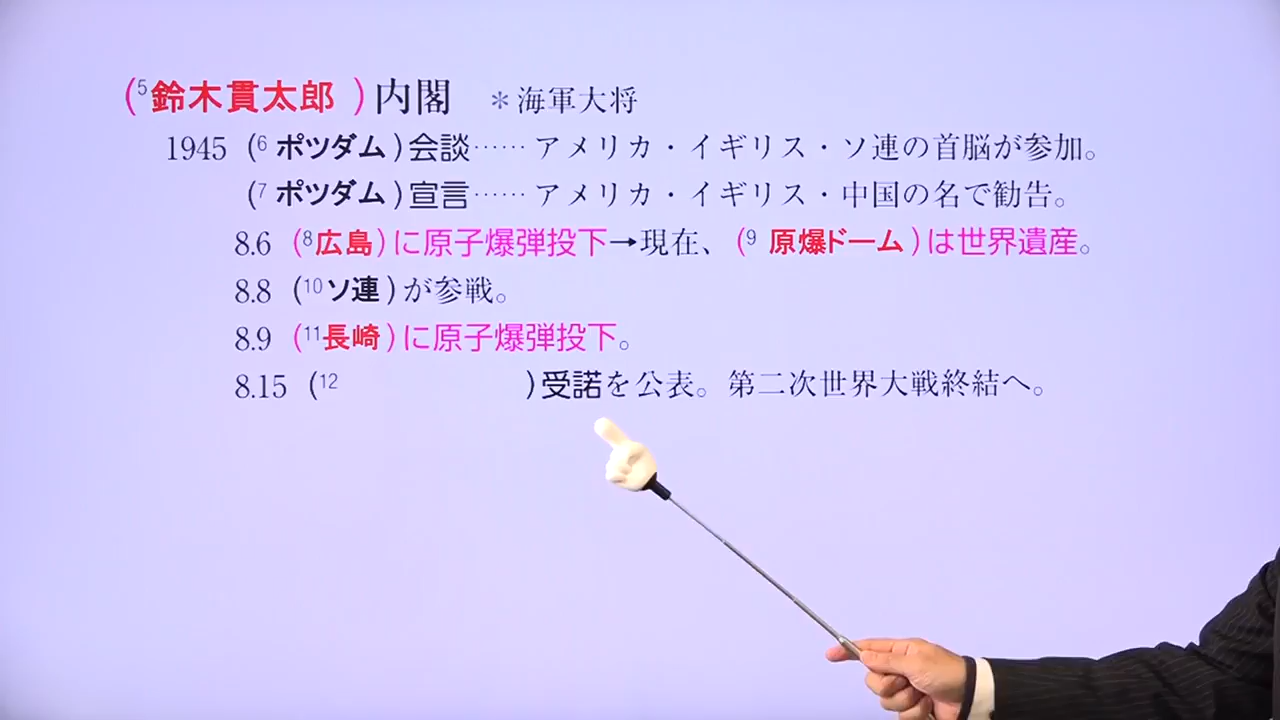 (5鈴木貫太郎)内閣 *海軍大将
1945 (6 ポツダム)会談……アメリカ・イギリス・ソ連の首脳が参加。
(7 ポツダム)宣言……アメリカ・イギリス・中国の名で勧告。
8.6 (8広島)に原子爆弾投下→現在、(9 原爆ドーム)は世界遺産。
8.8 (10ソ連)が参戦。
8.9 (11長崎)に原子爆弾投下。
8.15 (12 )受諾を公表。第二次世界大戦終結へ。